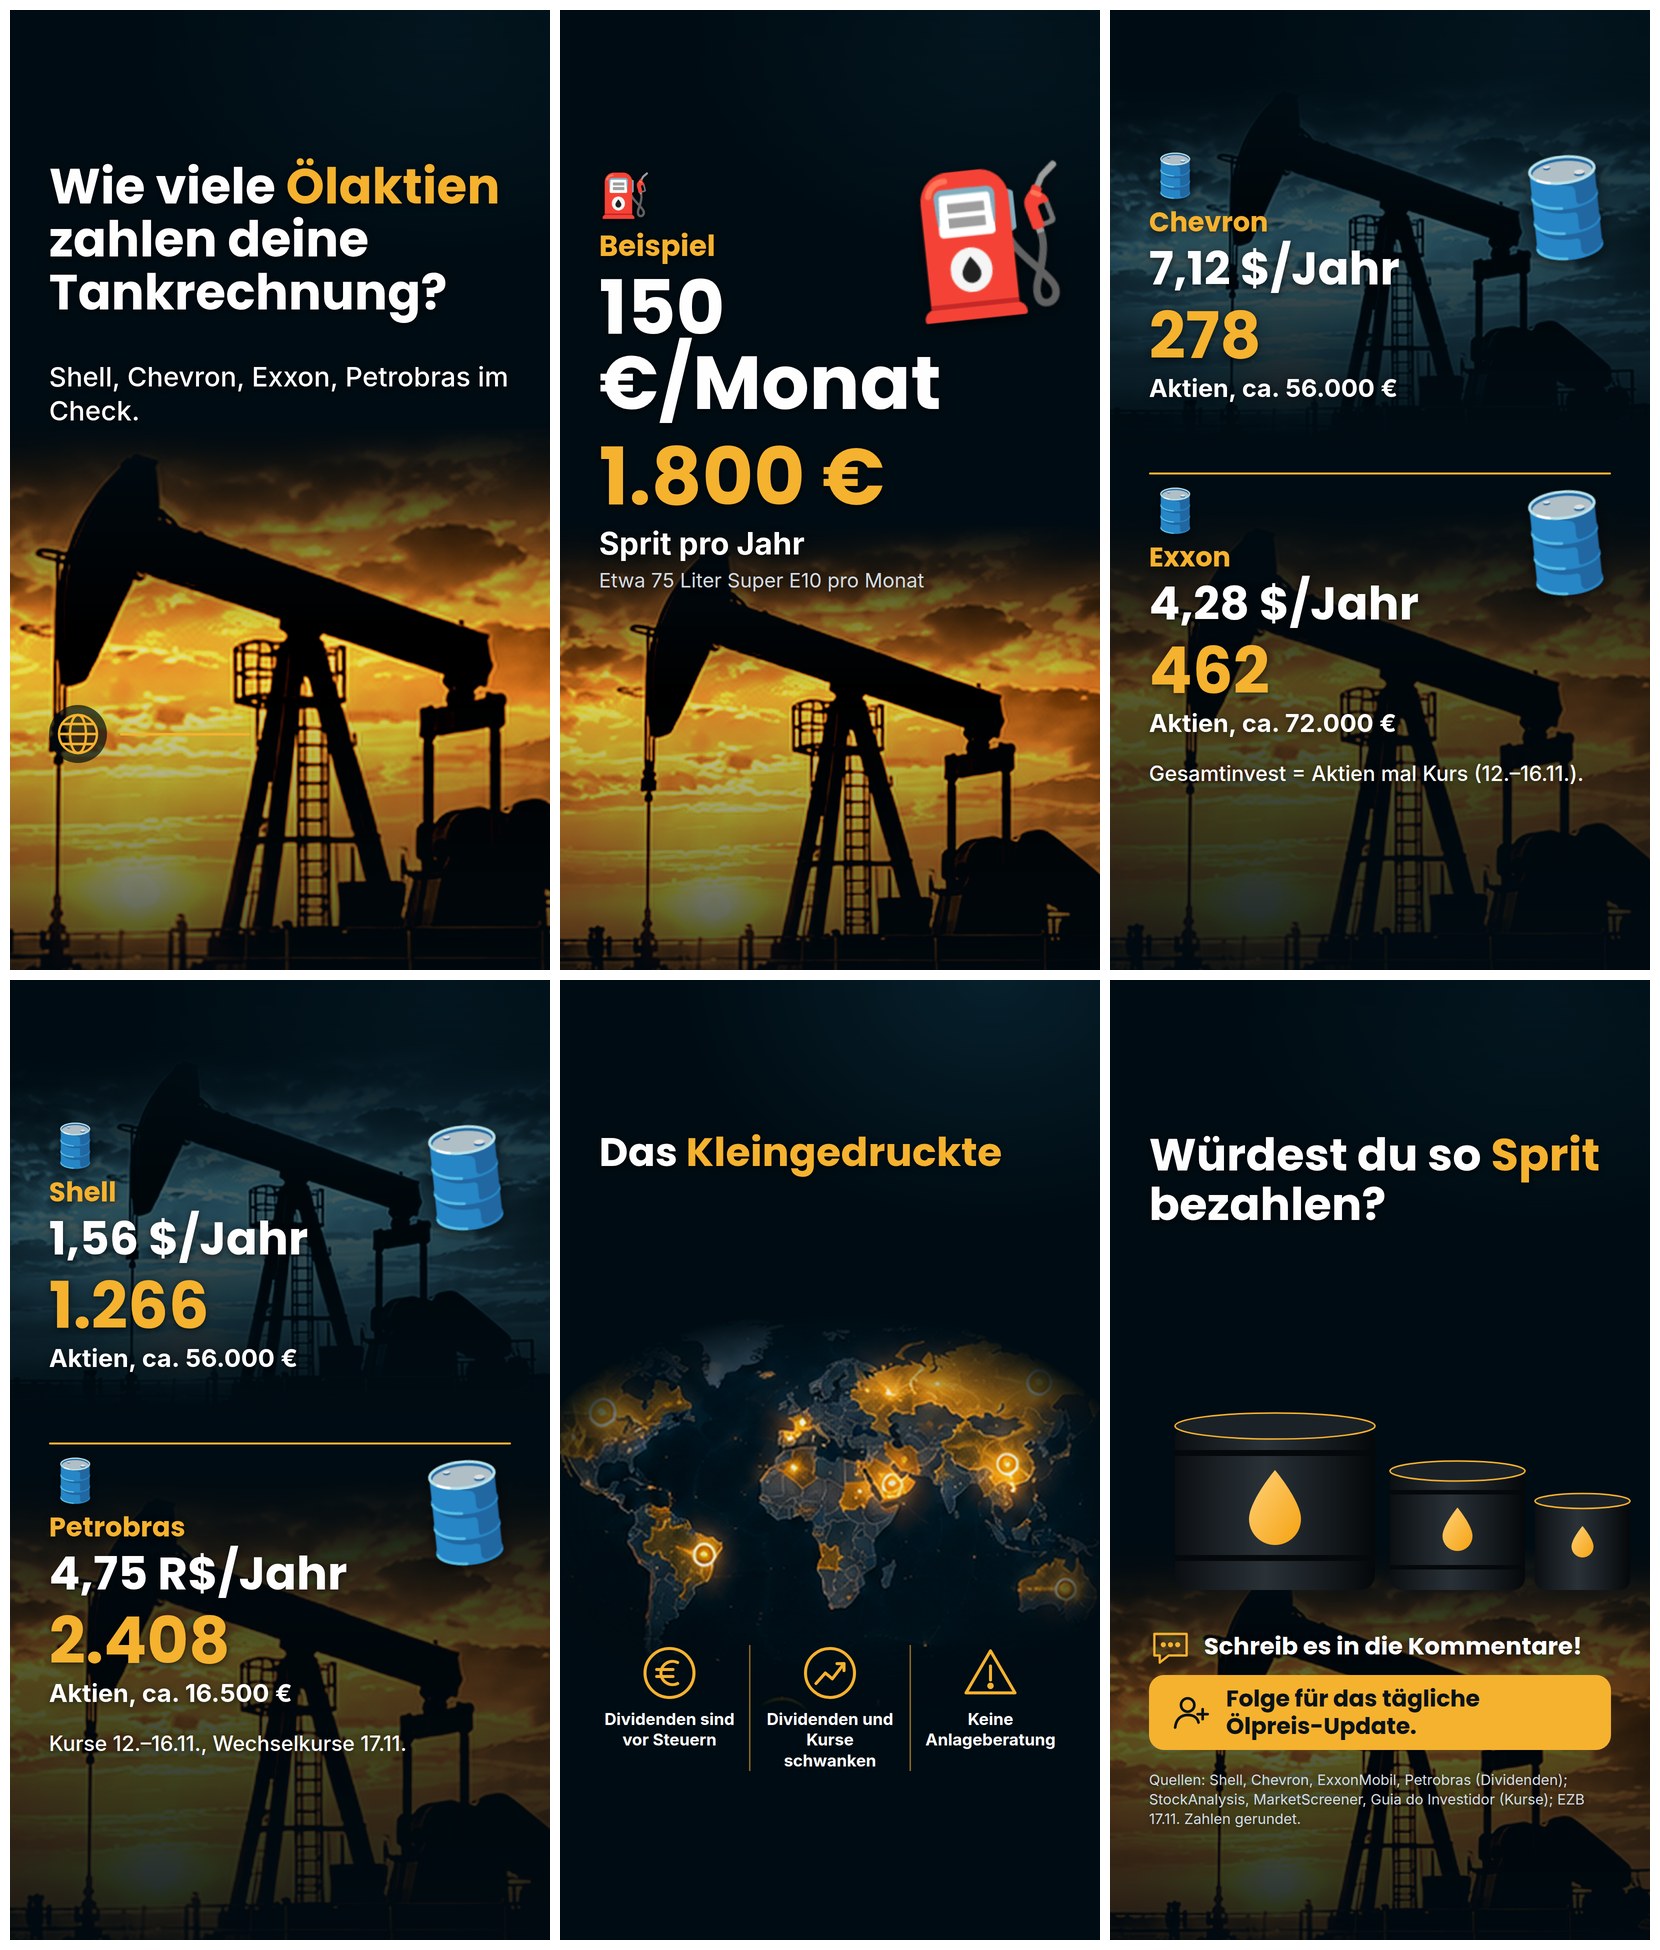 Wie viele Ölaktien
zahlen deine
Tankrechnung?
Shell, Chevron, Exxon, Petrobras im
Check.
Beispiel
150
€/Monat
1.800 €
Sprit pro Jahr
Etwa 75 Liter Super E10 pro Monat
Chevron
7,12 $/Jahr
278
Aktien, ca. 56.000 €
Exxon
4,28 $/Jahr
462
Aktien, ca. 72.000 €
Gesamtinvest = Aktien mal Kurs (12.–16.11.).
Shell
1,56 $/Jahr
1.266
Aktien, ca. 56.000 €
Petrobras
4,75 R$/Jahr
2.408
Aktien, ca. 16.500 €
Kurse 12.–16.11., Wechselkurse 17.11.
Das Kleingedruckte
Dividenden sind
vor Steuern
Dividenden und
Kurse
schwanken
Keine
Anlageberatung
Würdest du so Sprit
bezahlen?
Schreib es in die Kommentare!
Folge für das tägliche
Ölpreis-Update.
Quellen: Shell, Chevron, ExxonMobil, Petrobras (Dividenden);
StockAnalysis, MarketScreener, Guia do Investidor (Kurse); EZB
17.11. Zahlen gerundet.